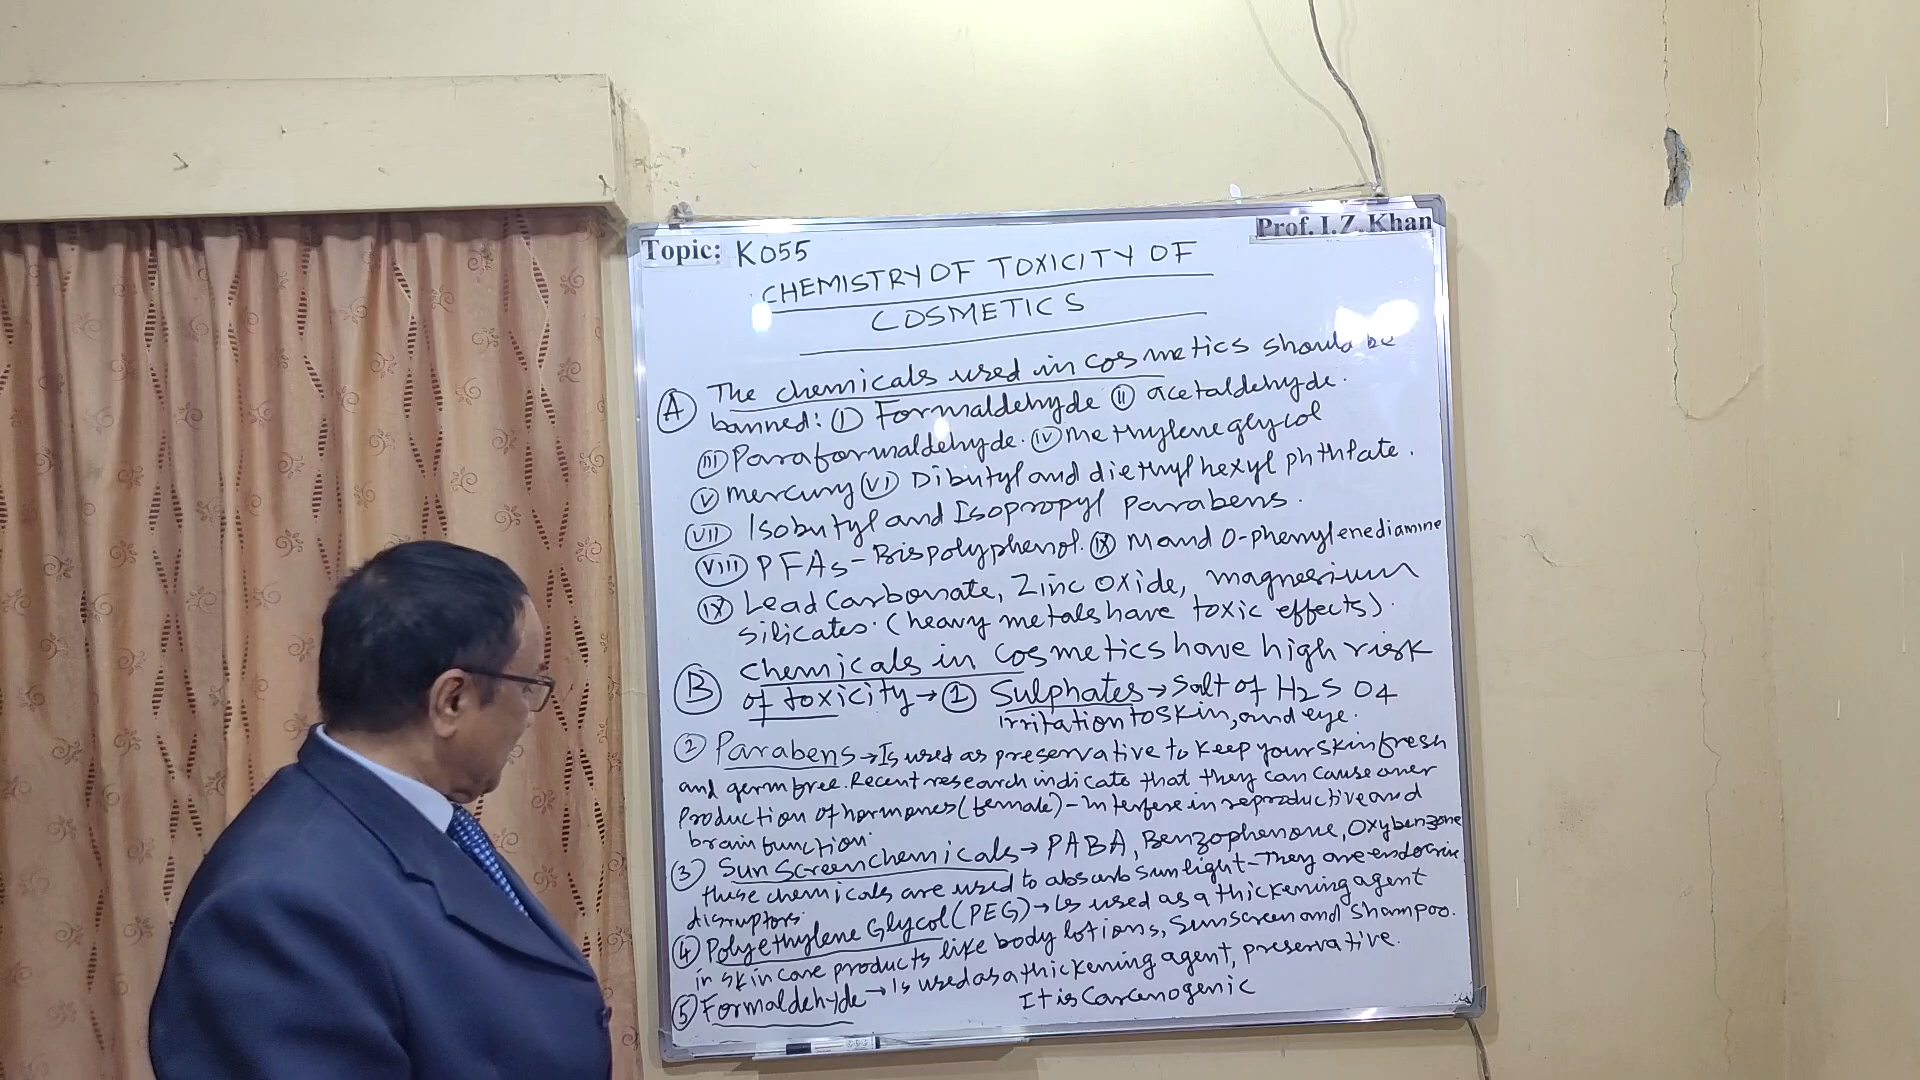 Topic: K055
Prof. I. Z. Khan
CHEMISTRY OF TOXICITY OF
COSMETICS
(A) The chemicals used in cosmetics should be
banned: (I) Formaldehyde (II) acetaldehyde.
(III) Paraformaldehyde. (IV) methylene glycol
(V) mercury (VI) Dibutyl and diethyl hexyl phthlate.
(VII) Isobutyl and Isopropyl Parabens.
(VIII) PFAs - Bispolyphenol. (IX) M and O-phenylenediamine
(IX) Lead Carbonate, Zinc oxide, magnesium
silicates. (heavy metals have toxic effects).
(B) Chemicals in cosmetics have high risk
of toxicity → (1) Sulphates → Salt of H2SO4
irritation to skin, and eye.
(2) Parabens → Is used as preservative to keep your skin fresh
and germ free. Recent research indicate that they can cause over
Production of hormones (female) - Interfere in reproductive and
brain function.
(3) Sun Screen chemicals → PABA, Benzophenone, Oxybenzone
these chemicals are used to absorb sunlight - They are endocrine
disruptors.
(4) Polyethylene Glycol (PEG) → Is used as a thickening agent
in skin care products like body lotions, Sunscreen and Shampoo.
(5) Formaldehyde → Is used as a thickening agent, preservative.
It is Carcenogenic